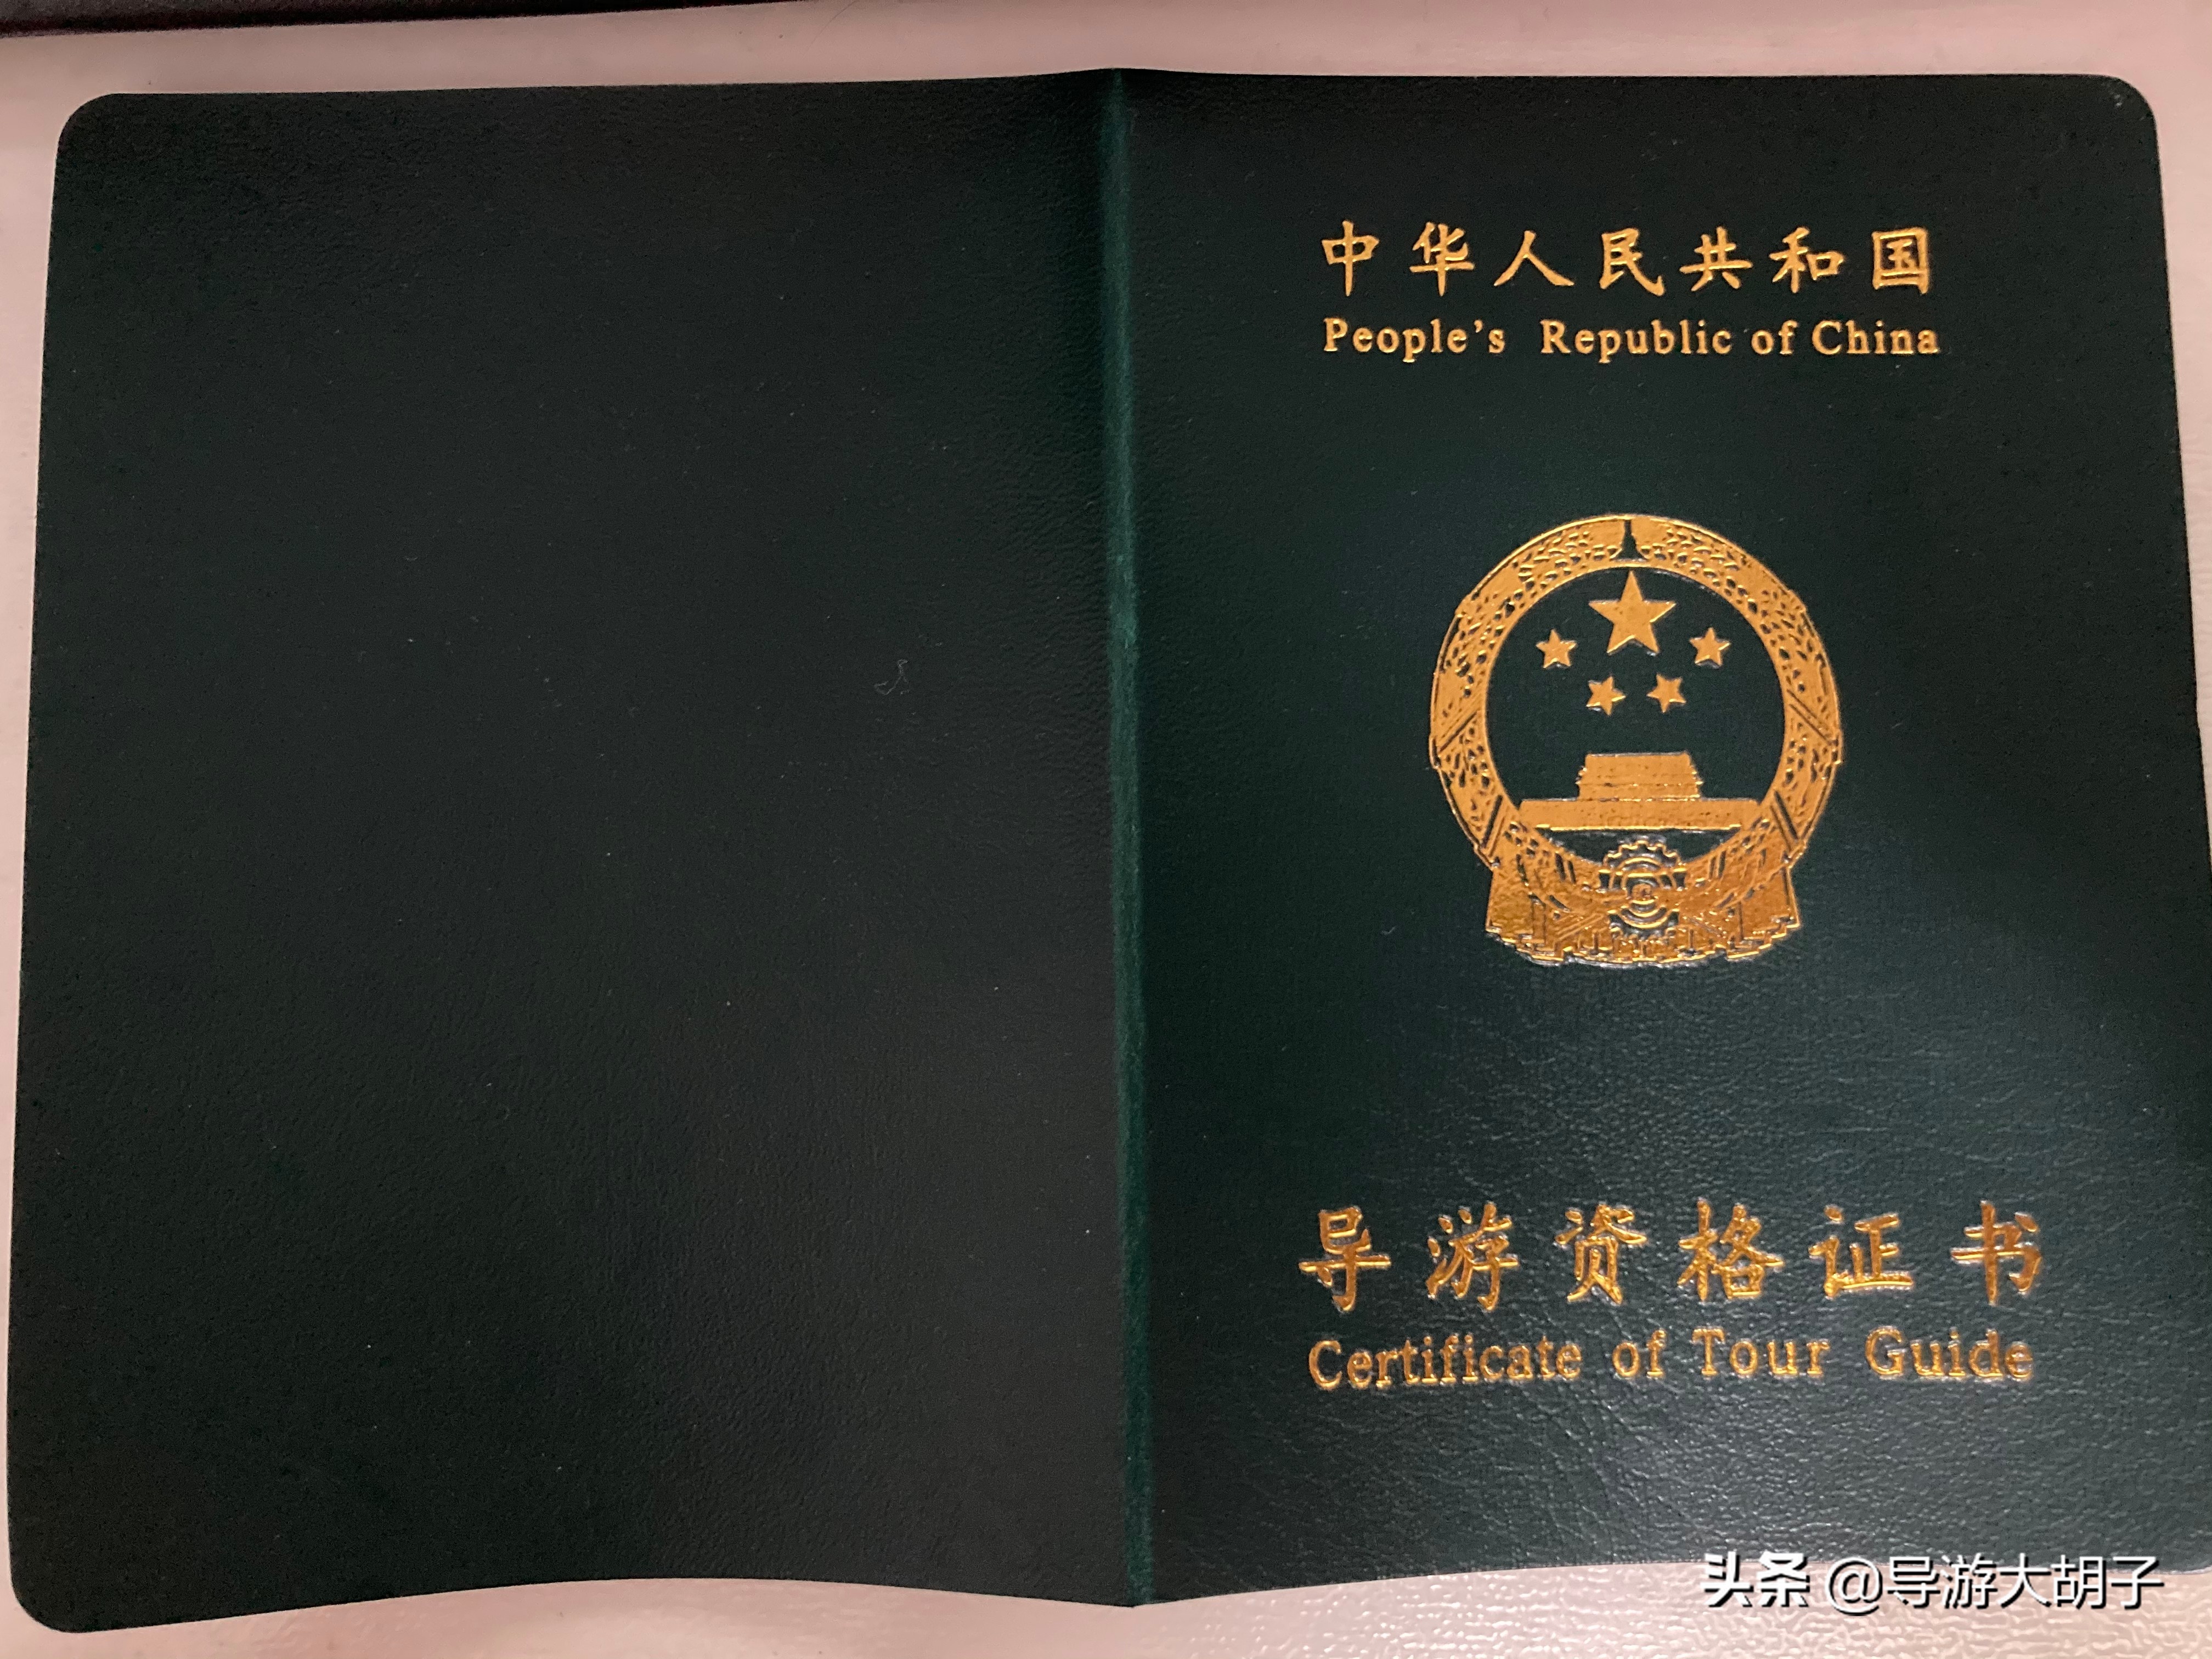 中华人民共和国
People's Republic of China
导游资格证书
Certificate of Tour Guide
头条 @导游大胡子